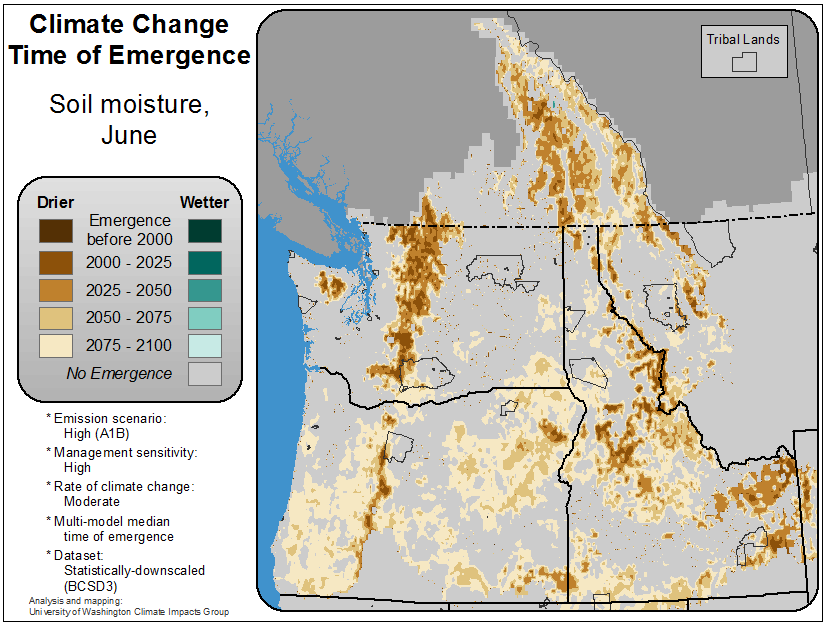 Climate Change
Time of Emergence
Soil moisture,
June
Drier
Wetter
Emergence
before 2000
2000 - 2025
2025 - 2050
2050 - 2075
2075 - 2100
No Emergence
* Emission scenario:
High (A1B)
* Management sensitivity:
High
* Rate of climate change:
Moderate
* Multi-model median
time of emergence
* Dataset:
Statistically-downscaled
(BCSD3)
Analysis and mapping:
University of Washington Climate Impacts Group
Tribal Lands